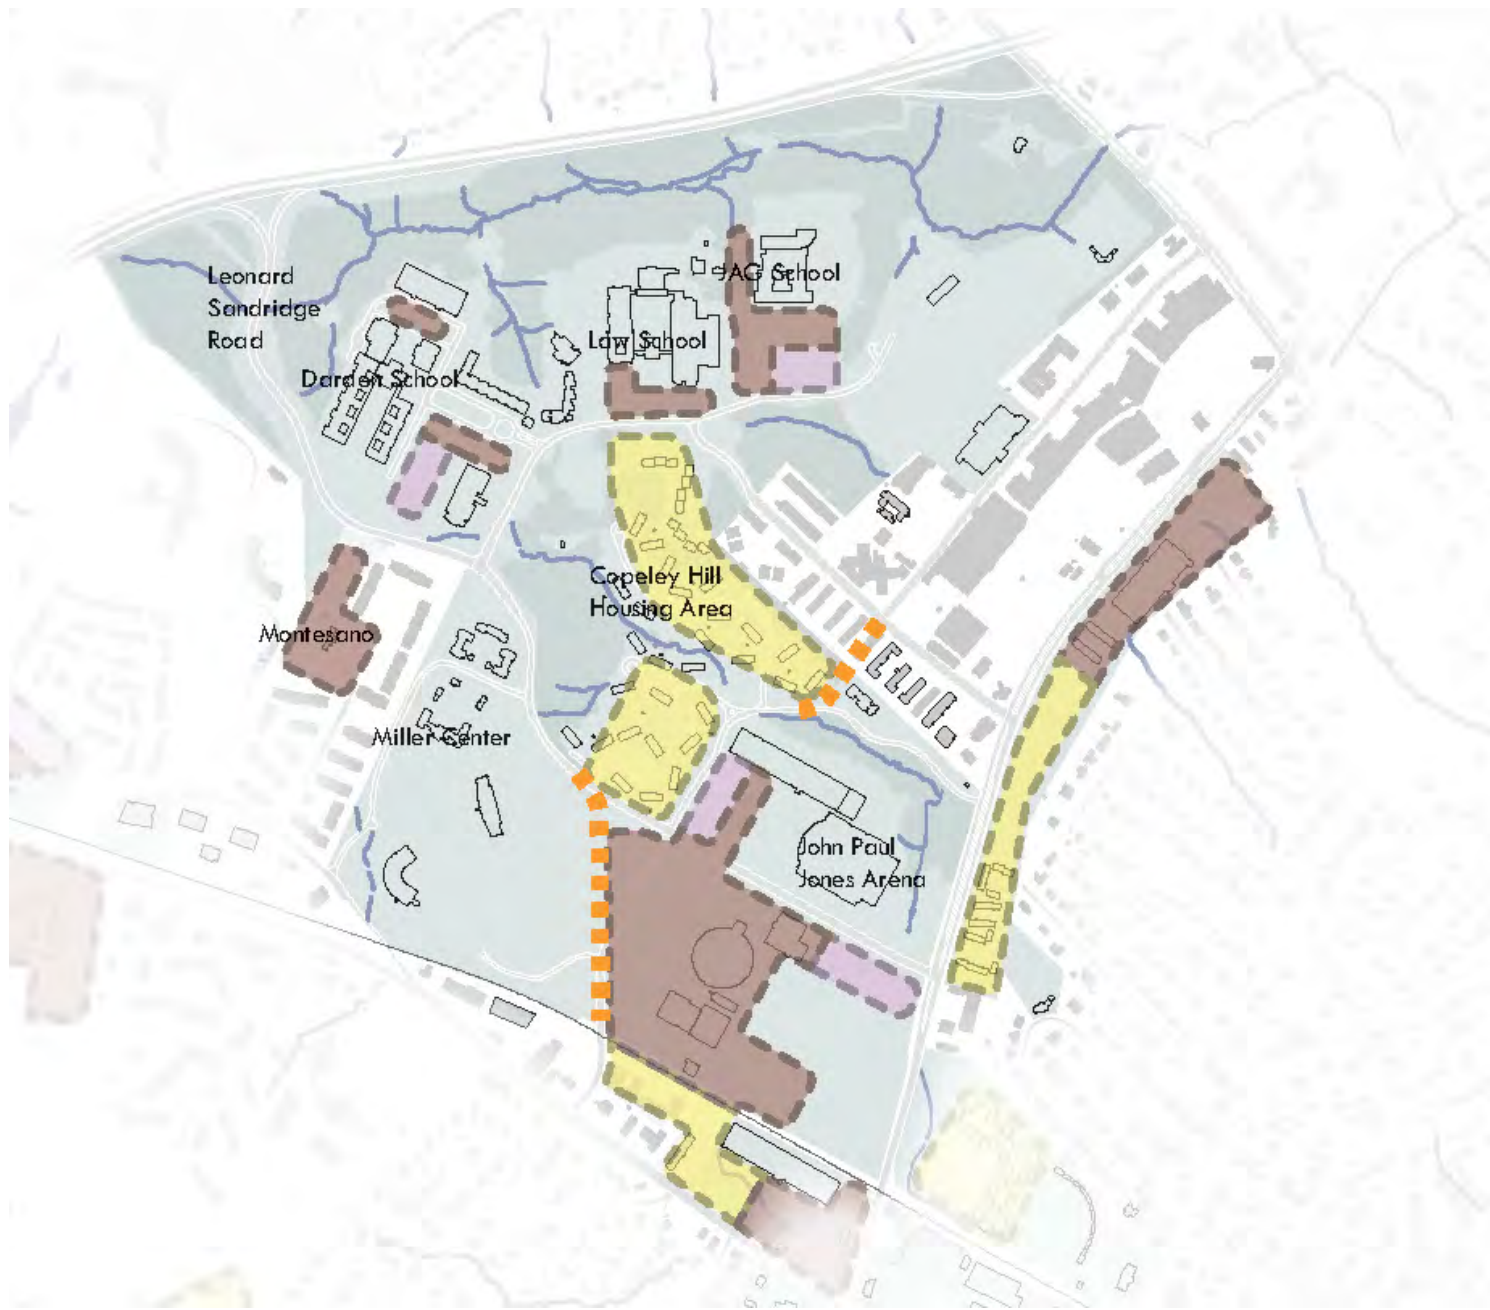 Leonard
Sandridge
Road
JAG School
Law School
Darden School
Copeley Hill
Housing Area
Montesano
Miller Center
John Paul
Jones Arena